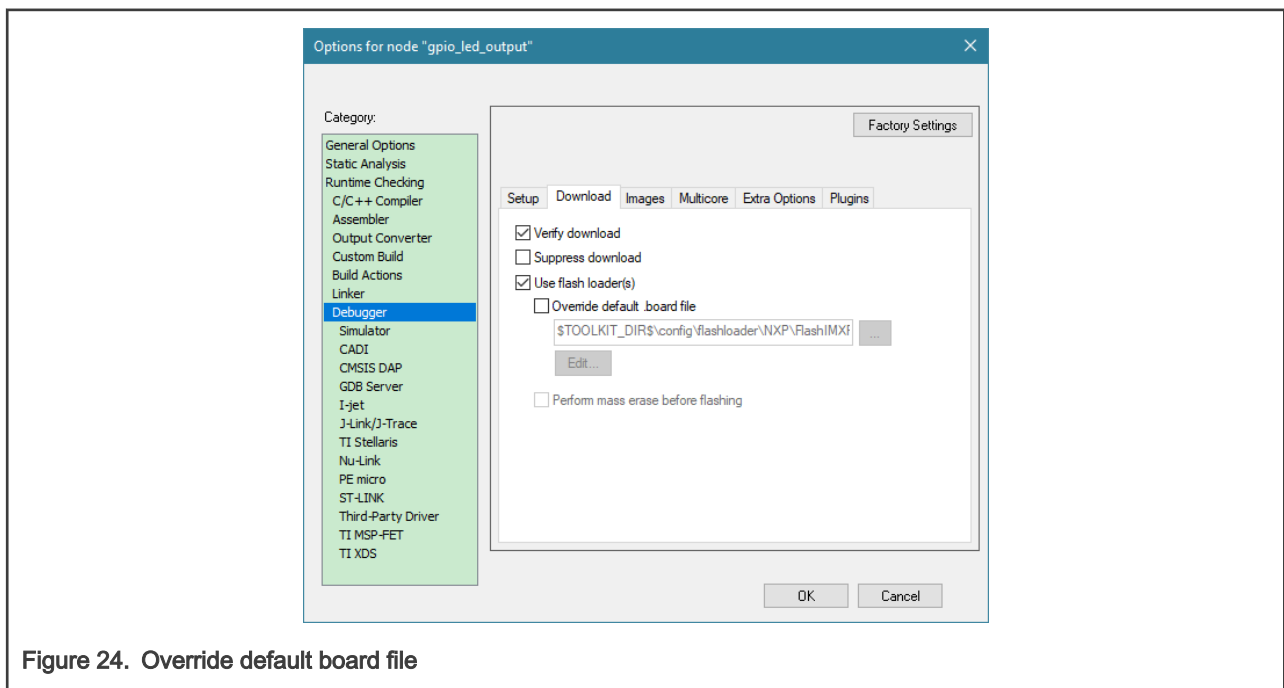 Options for node "gpio_led_output"
Category:
Factory Settings
General Options
Static Analysis
Runtime Checking
C/C++ Compiler
Assembler
Output Converter
Custom Build
Build Actions
Linker
Debugger
Simulator
CADI
CMSIS DAP
GDB Server
I-jet
J-Link/J-Trace
TI Stellaris
Nu-Link
PE micro
ST-LINK
Third-Party Driver
TI MSP-FET
TI XDS
Setup Download Images Multicore Extra Options Plugins
Verify download
Suppress download
Use flash loader(s)
Override default .board file
$TOOLKIT_DIR$\config\flashloader\NXP\FlashIMXF ...
Edit...
Perform mass erase before flashing
OK Cancel
Figure 24. Override default board file